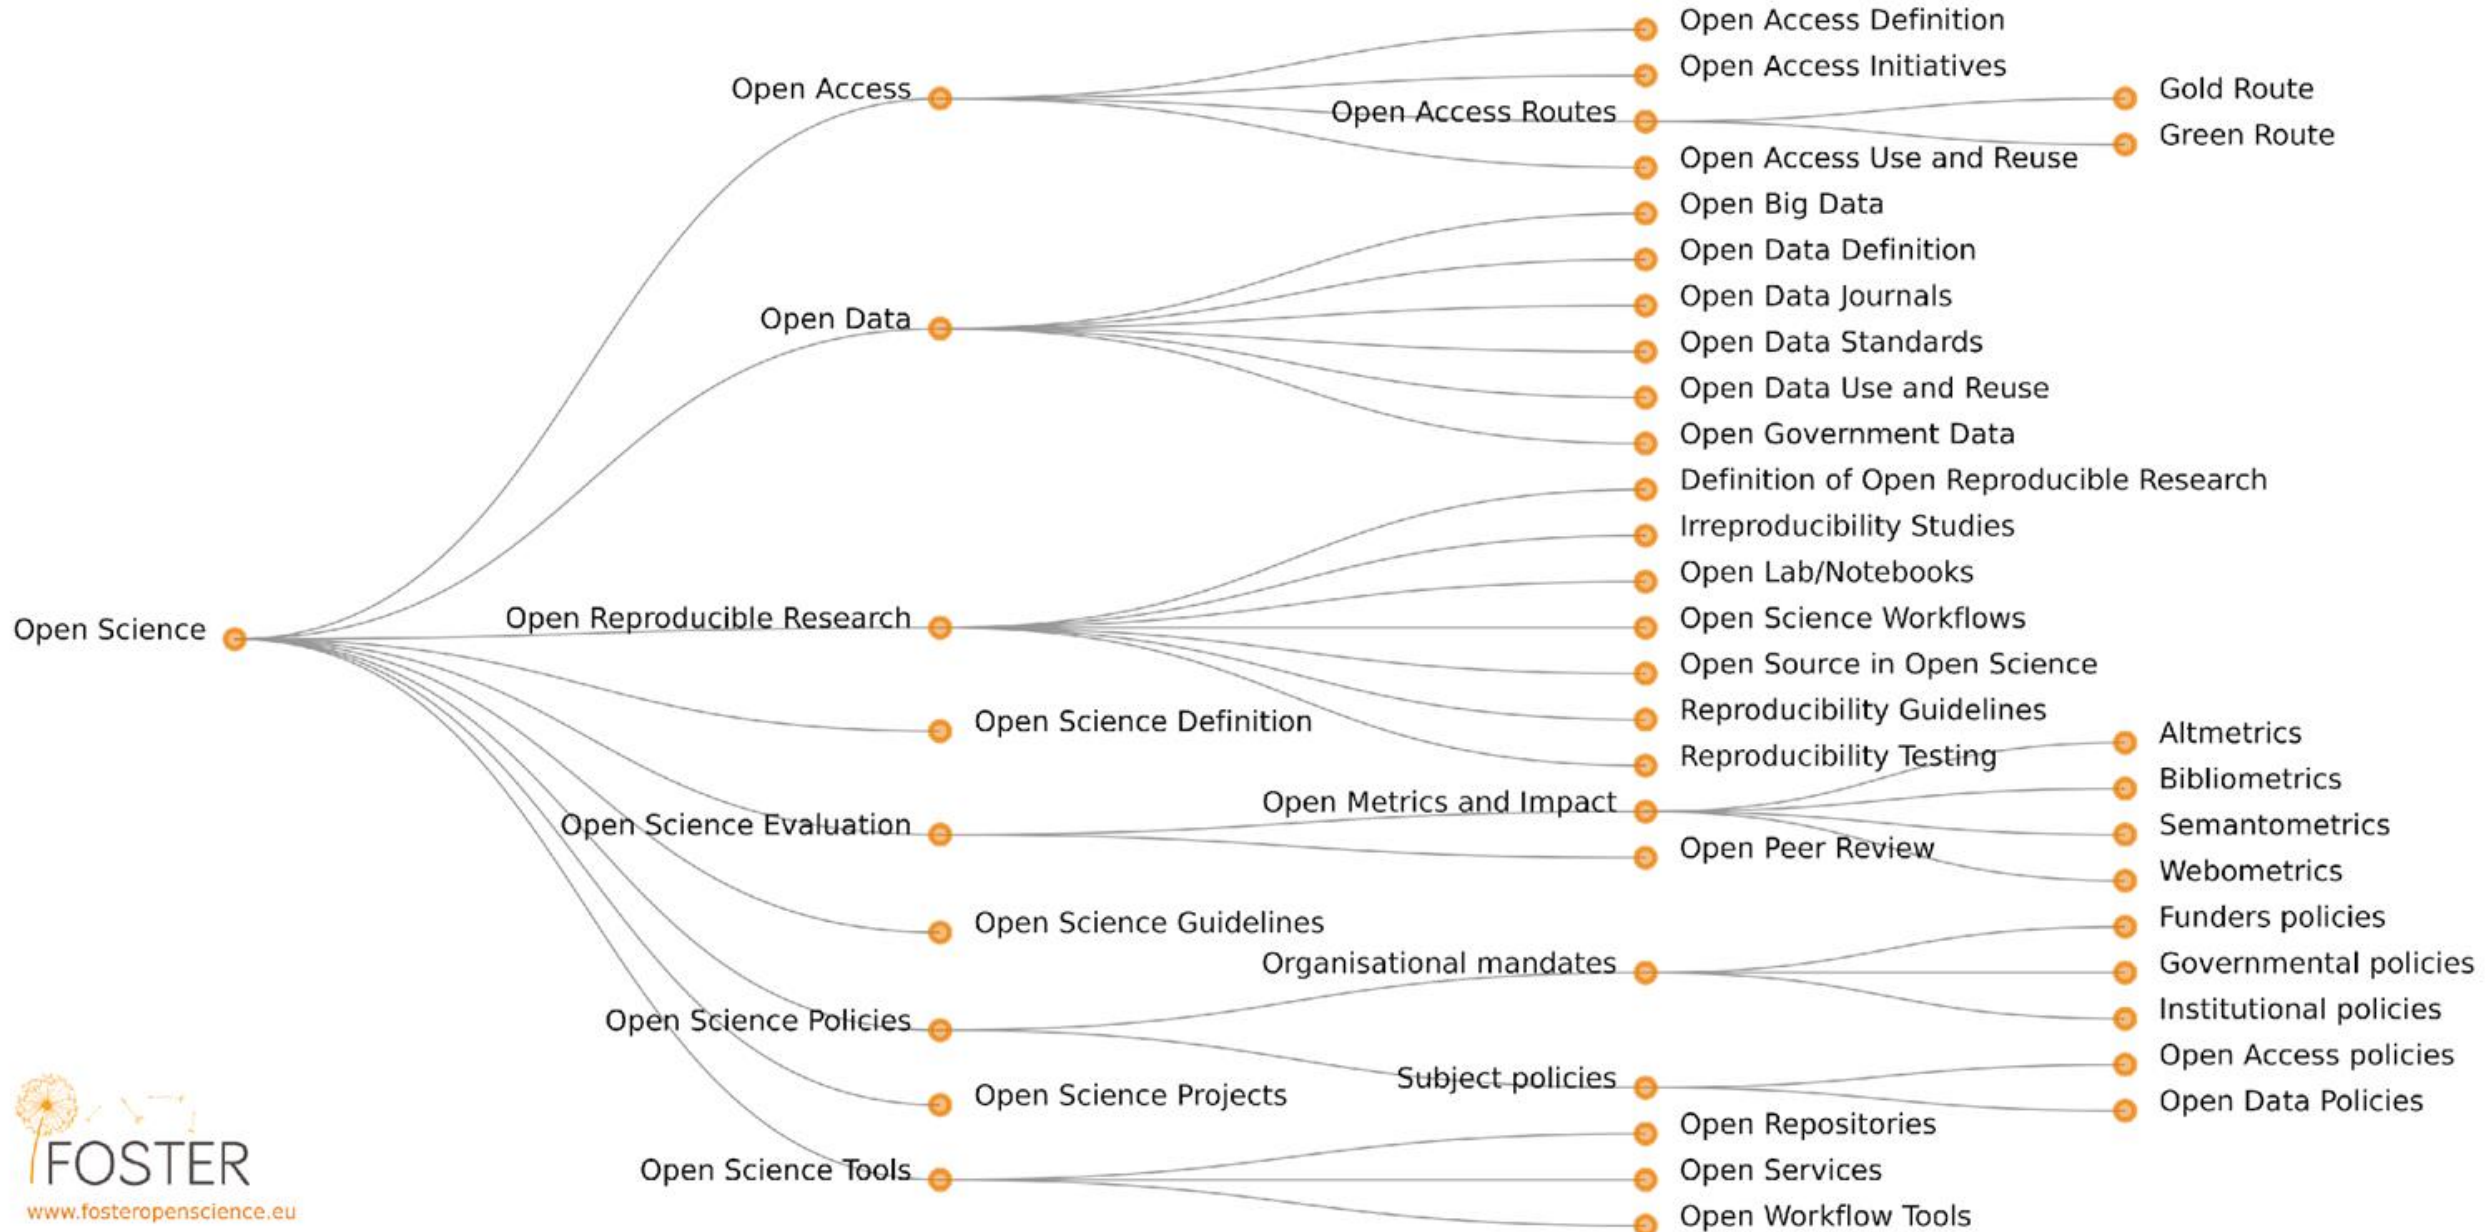 Open Science
Open Access
Open Access Definition
Open Access Initiatives
Open Access Routes
Gold Route
Green Route
Open Access Use and Reuse
Open Data
Open Big Data
Open Data Definition
Open Data Journals
Open Data Standards
Open Data Use and Reuse
Open Government Data
Open Reproducible Research
Definition of Open Reproducible Research
Irreproducibility Studies
Open Lab/Notebooks
Open Science Workflows
Open Source in Open Science
Reproducibility Guidelines
Reproducibility Testing
Open Science Definition
Open Science Evaluation
Open Metrics and Impact
Altmetrics
Bibliometrics
Semantometrics
Webometrics
Open Peer Review
Open Science Guidelines
Open Science Policies
Organisational mandates
Funders policies
Governmental policies
Institutional policies
Subject policies
Open Access policies
Open Data Policies
Open Science Projects
Open Science Tools
Open Repositories
Open Services
Open Workflow Tools
FOSTER
www.fosteropenscience.eu